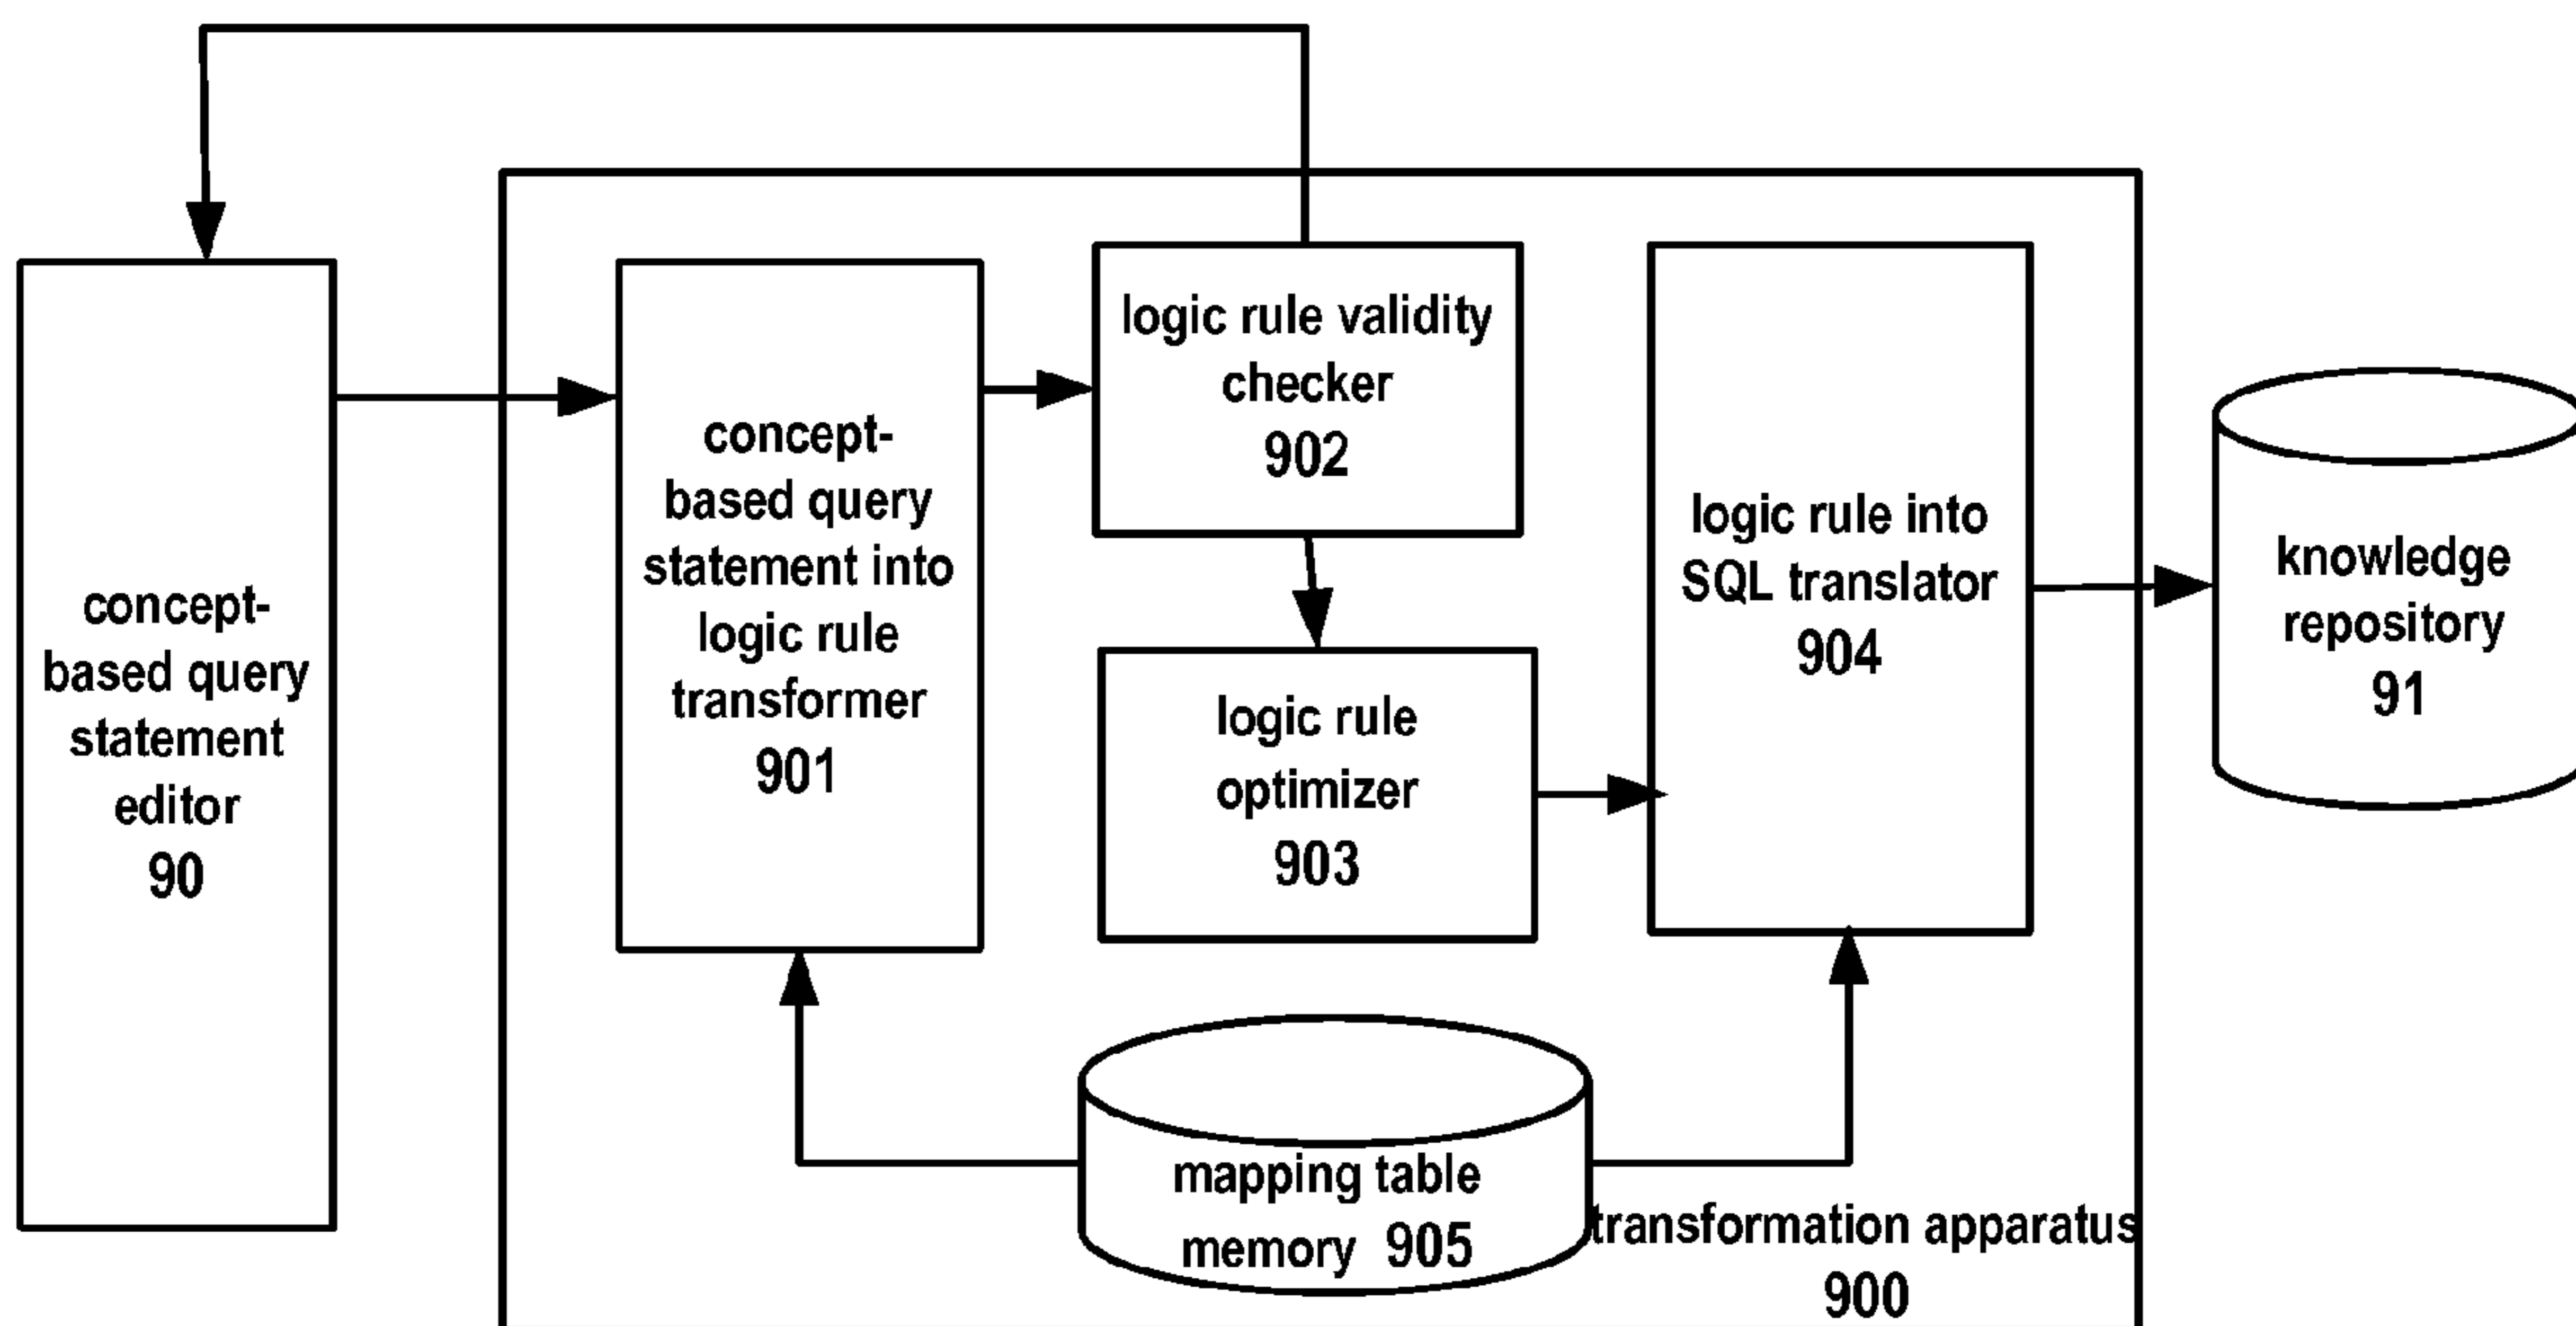 concept-
based query
statement
editor
90
concept-
based query
statement into
logic rule
transformer
901
logic rule validity
checker
902
logic rule
optimizer
903
logic rule into
SQL translator
904
knowledge
repository
91
mapping table
memory 905
transformation apparatus
900